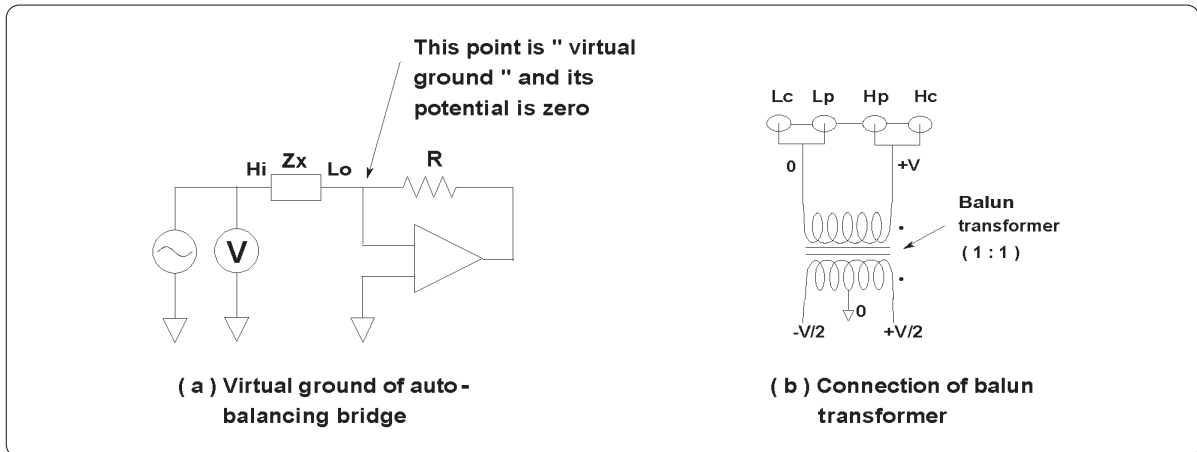 This point is " virtual
ground " and its
potential is zero
Hi Zx Lo
R
V
( a ) Virtual ground of auto-
balancing bridge
Lc Lp Hp Hc
0 +V
Balun
transformer
( 1 : 1 )
0
-V/2 +V/2
( b ) Connection of balun
transformer